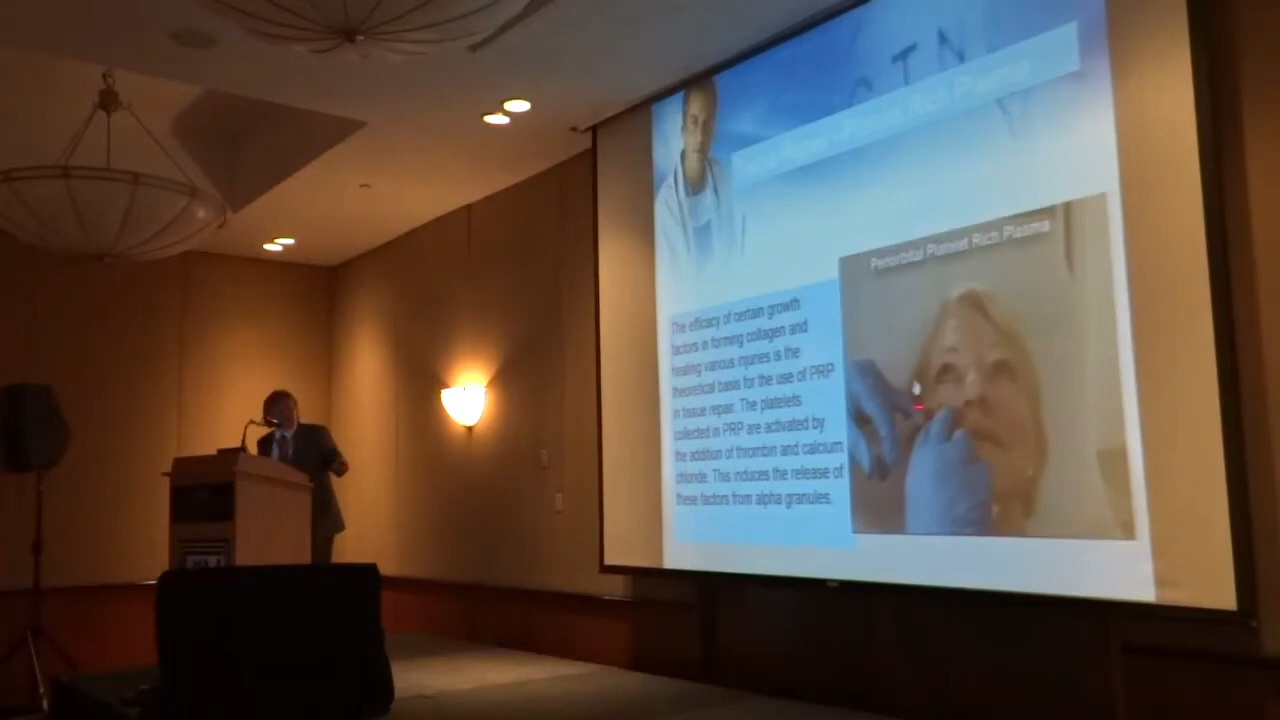 Rich Plasma
Periorbital Platelet Rich Plasma
The efficacy of certain growth
factors in forming collagen and
healing various injuries is the
theoretical basis for the use of PRP
in tissue repair. The platelets
collected in PRP are activated by
the addition of thrombin and calcium
chloride. This induces the release of
these factors from alpha granules.